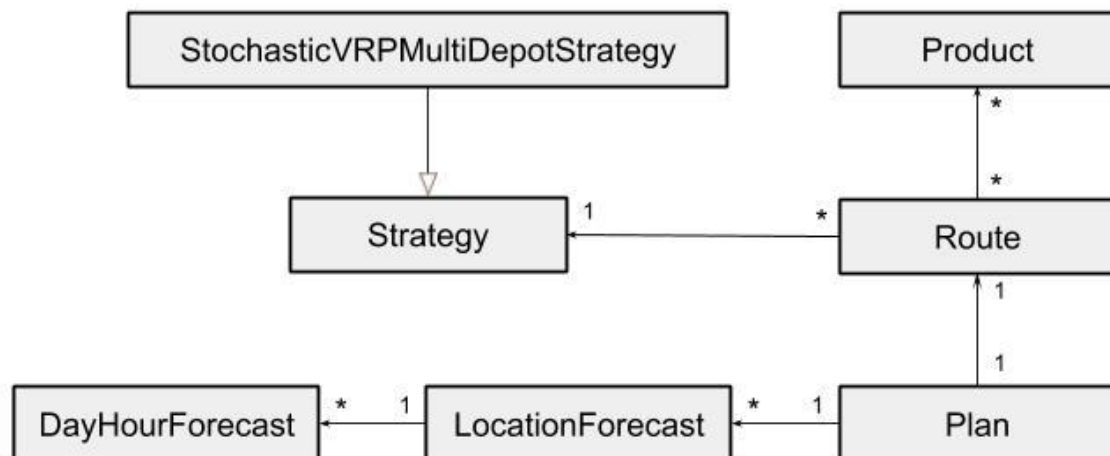 StochasticVRPMultiDepotStrategy
Product
*
*
1
*
Strategy
Route
1
1
*
1
*
1
DayHourForecast
LocationForecast
Plan